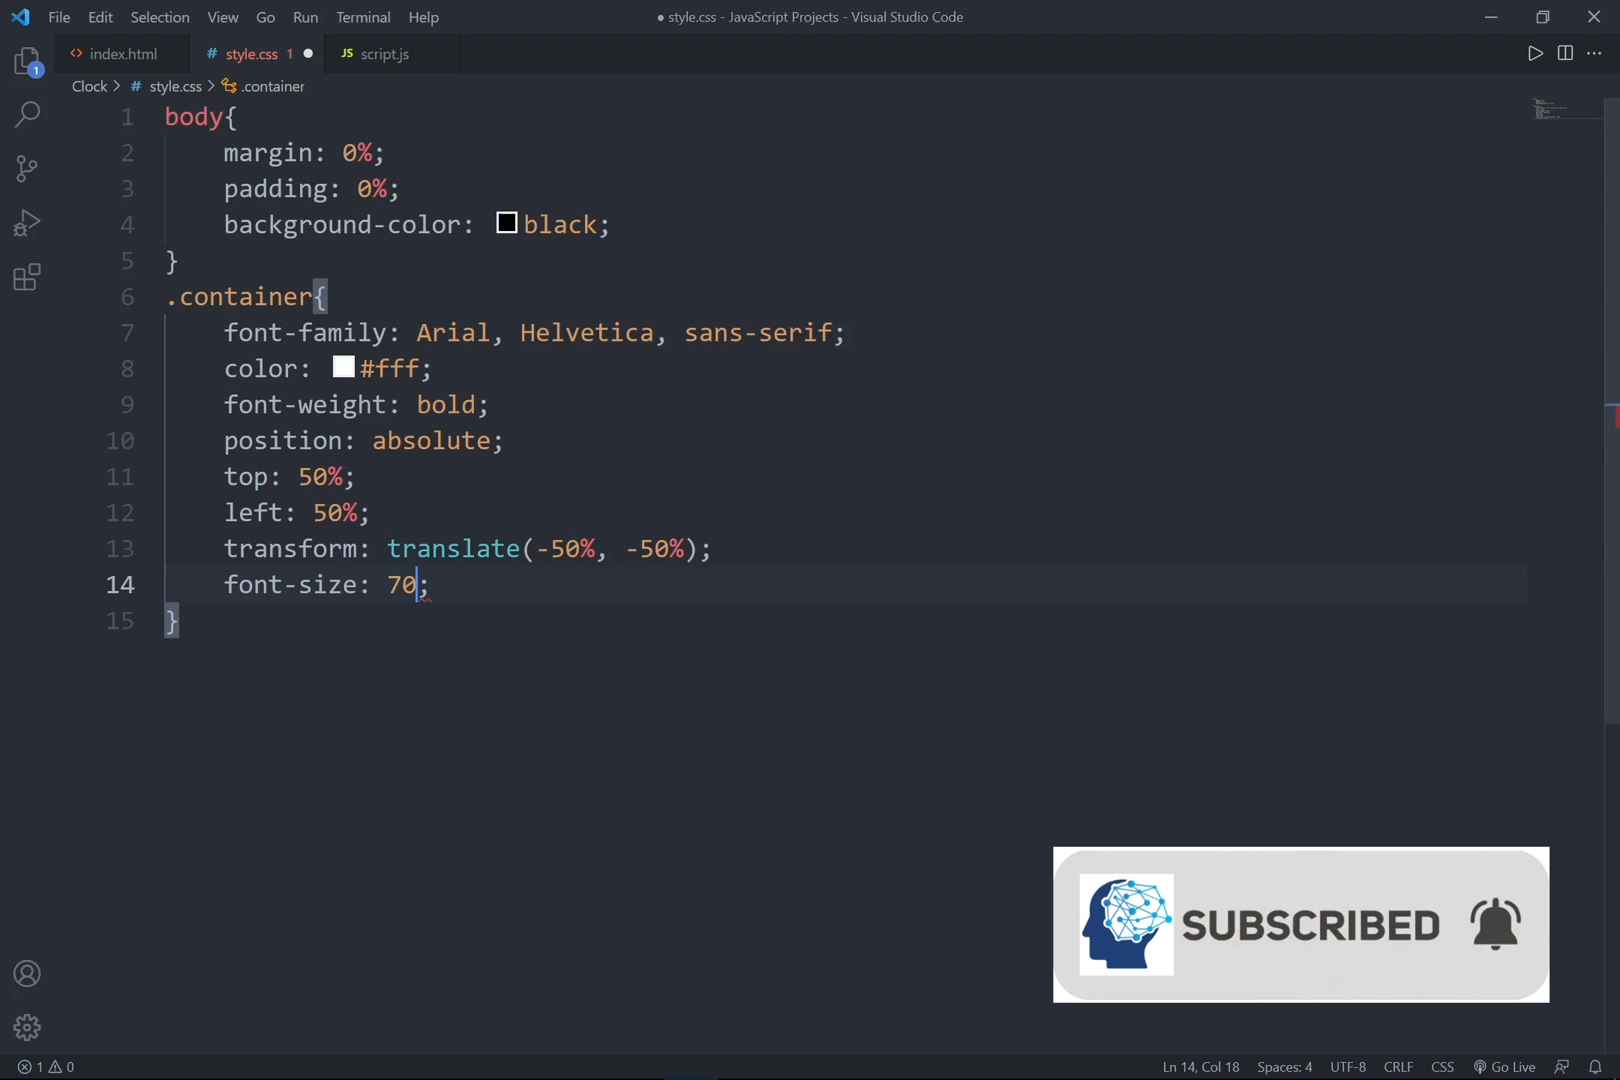 File Edit Selection View Go Run Terminal Help
● style.css - JavaScript Projects - Visual Studio Code
index.html
# style.css 1
JS script.js
1
Clock > # style.css > .container
1 body{
2 margin: 0%;
3 padding: 0%;
4 background-color: black;
5 }
6 .container{
7 font-family: Arial, Helvetica, sans-serif;
8 color: #fff;
9 font-weight: bold;
10 position: absolute;
11 top: 50%;
12 left: 50%;
13 transform: translate(-50%, -50%);
14 font-size: 70;
15 }
SUBSCRIBED
1 0
Ln 14, Col 18 Spaces: 4 UTF-8 CRLF CSS Go Live